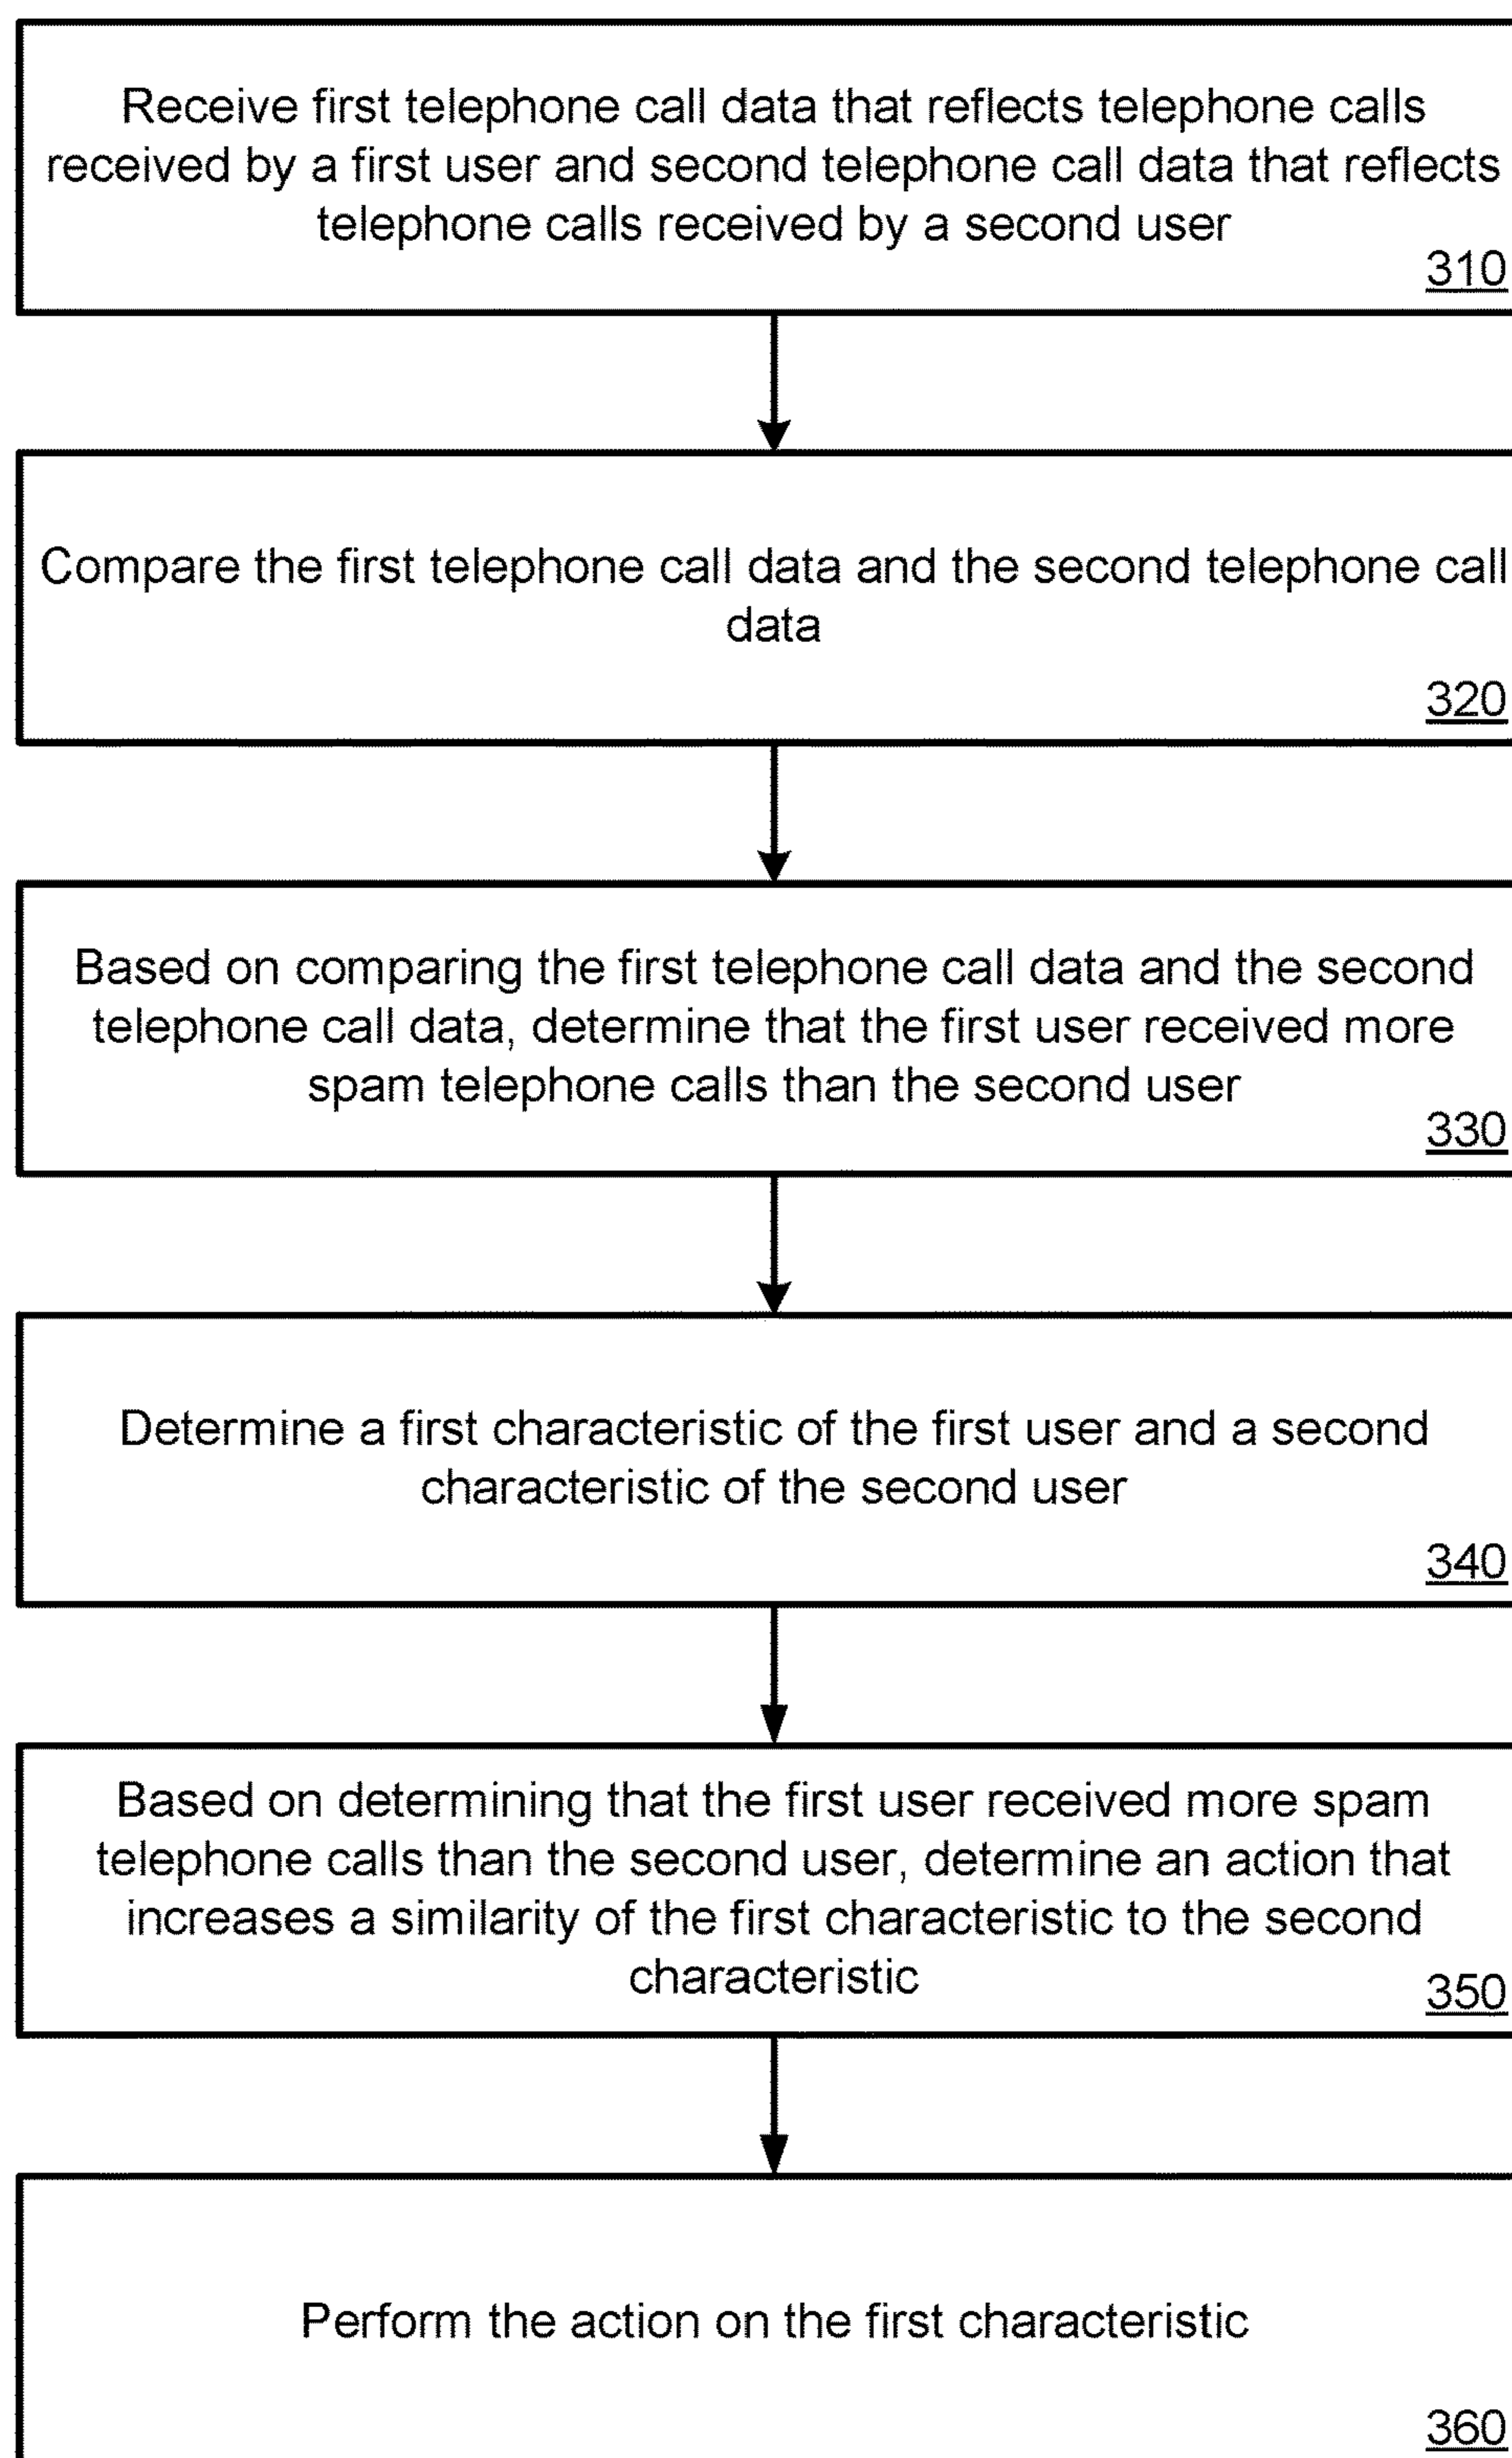 Receive first telephone call data that reflects telephone calls
received by a first user and second telephone call data that reflects
telephone calls received by a second user
310
Compare the first telephone call data and the second telephone call
data
320
Based on comparing the first telephone call data and the second
telephone call data, determine that the first user received more
spam telephone calls than the second user
330
Determine a first characteristic of the first user and a second
characteristic of the second user
340
Based on determining that the first user received more spam
telephone calls than the second user, determine an action that
increases a similarity of the first characteristic to the second
characteristic
350
Perform the action on the first characteristic
360